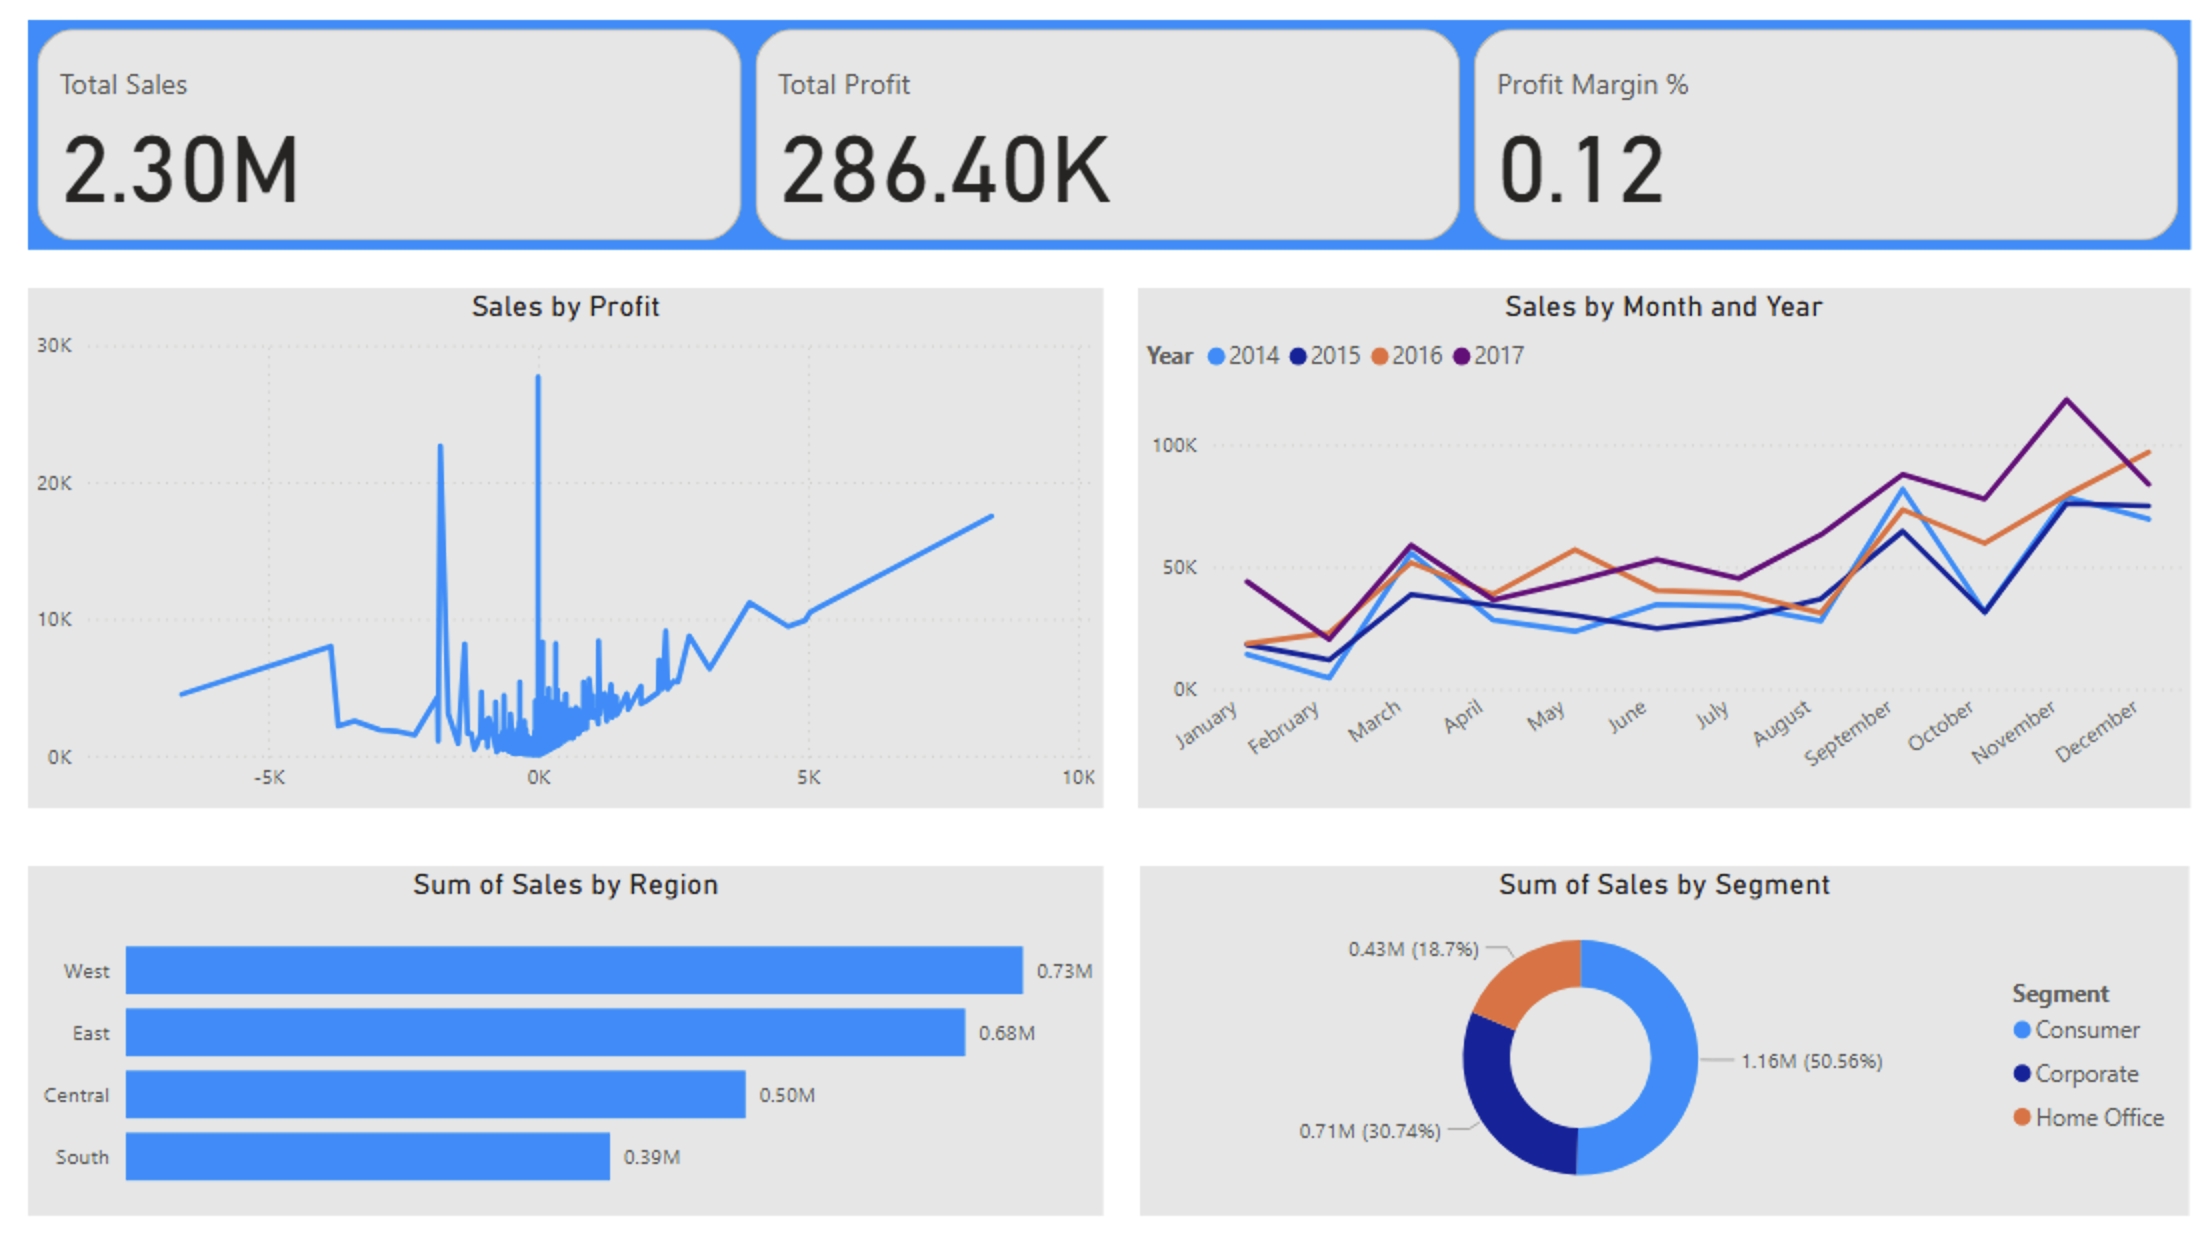 Total Sales
2.30M
Total Profit
286.40K
Profit Margin %
0.12
Sales by Profit
30K
20K
10K
0K
-5K
0K
5K
10K
Sales by Month and Year
Year 2014 2015 2016 2017
100K
50K
0K
January
February
March
April
May
June
July
August
September
October
November
December
Sum of Sales by Region
West 0.73M
East 0.68M
Central 0.50M
South 0.39M
Sum of Sales by Segment
0.43M (18.7%)
1.16M (50.56%)
0.71M (30.74%)
Segment
Consumer
Corporate
Home Office